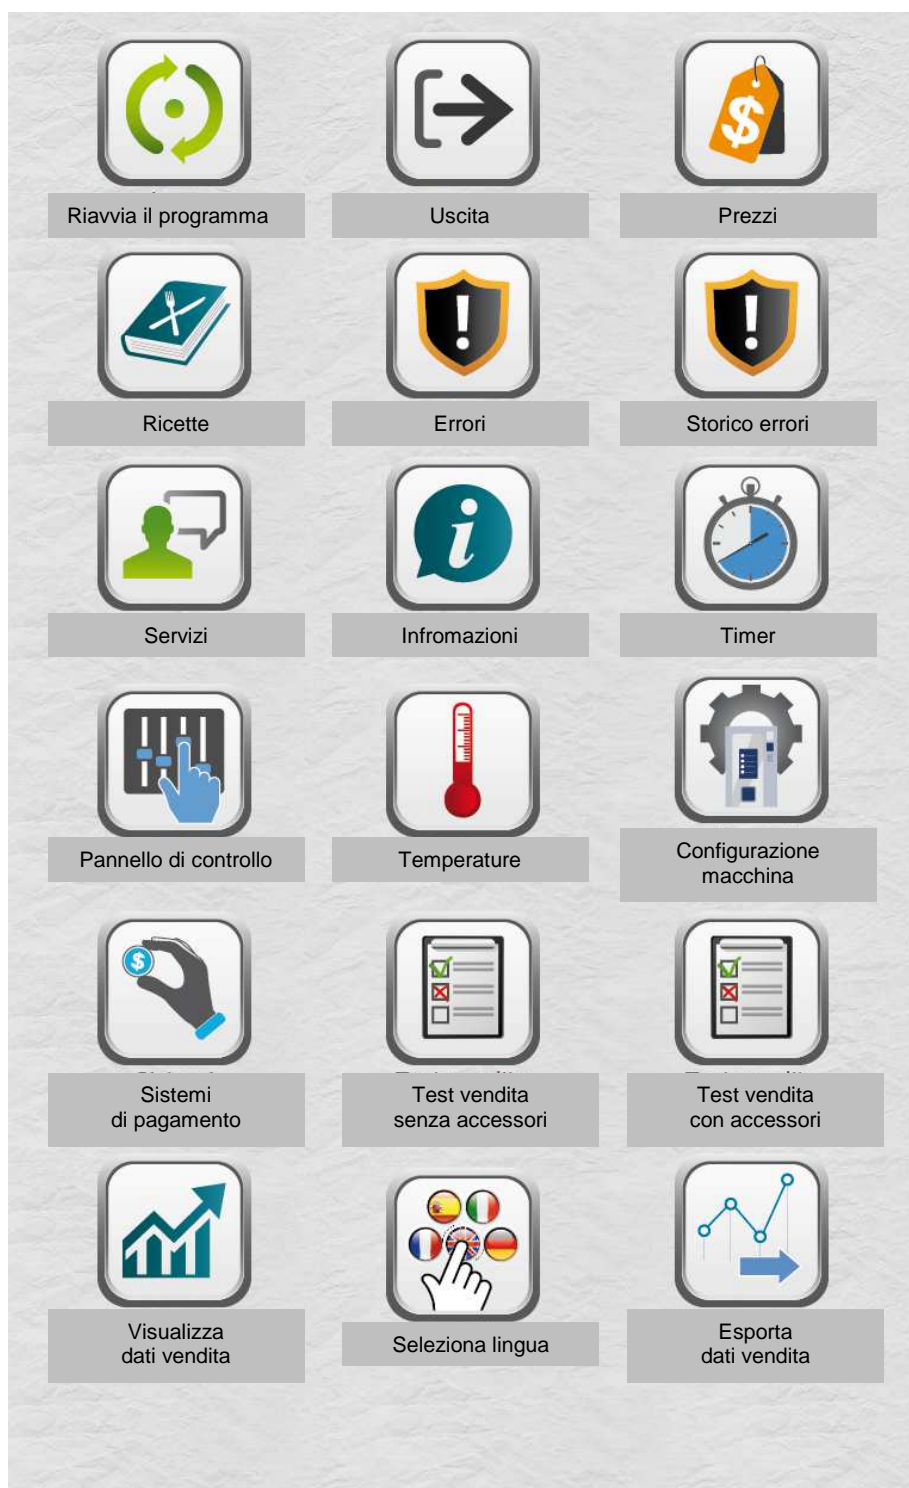 $
Riavvia il programma
Uscita
Prezzi
Ricette
Errori
Storico errori
i
Servizi
Infromazioni
Timer
Pannello di controllo
Temperature
Configurazione
macchina
$
Sistemi
di pagamento
Test vendita
senza accessori
Test vendita
con accessori
Visualizza
dati vendita
Seleziona lingua
Esporta
dati vendita